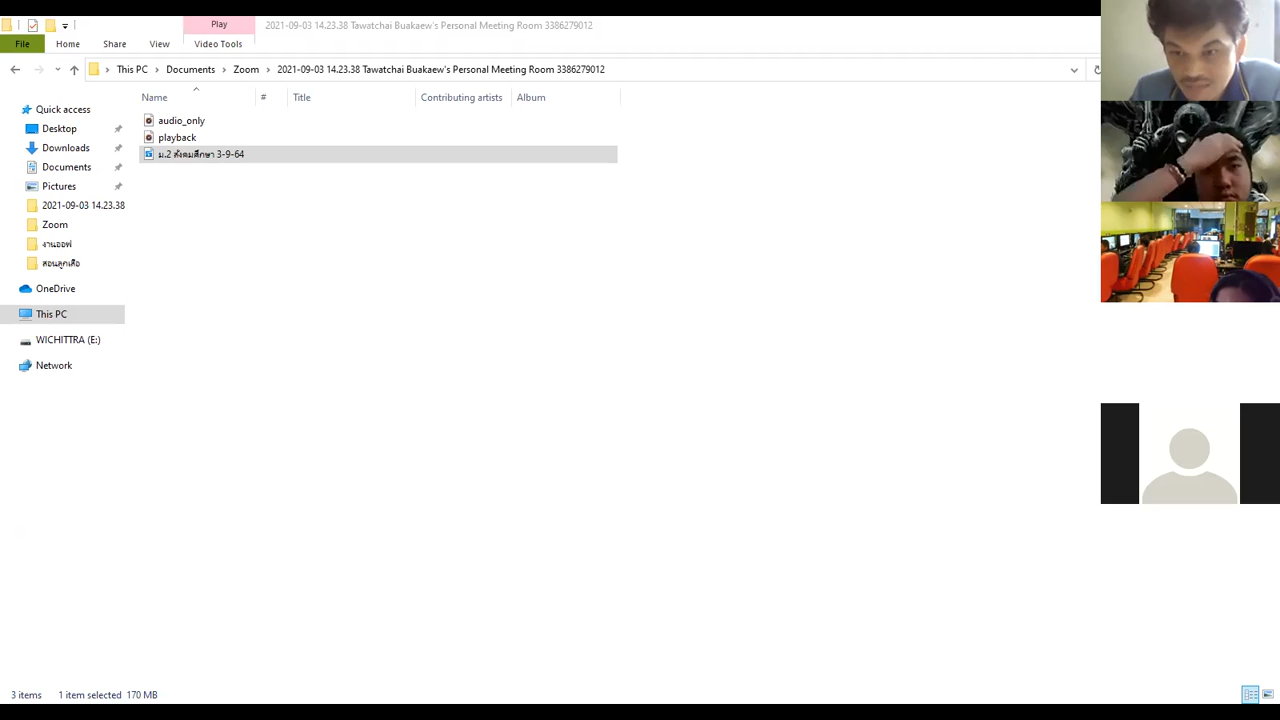 Play
2021-09-03 14.23.38 Tawatchai Buakaew's Personal Meeting Room 3386279012
File
Home
Share
View
Video Tools
This PC
Documents
Zoom
2021-09-03 14.23.38 Tawatchai Buakaew's Personal Meeting Room 3386279012
Name
#
Title
Contributing artists
Album
audio_only
playback
ม.2 สังคมศึกษา 3-9-64
Quick access
Desktop
Downloads
Documents
Pictures
2021-09-03 14.23.38
Zoom
งานออฟ
สอนลูกเสือ
OneDrive
This PC
WICHITTRA (E:)
Network
3 items
1 item selected 170 MB